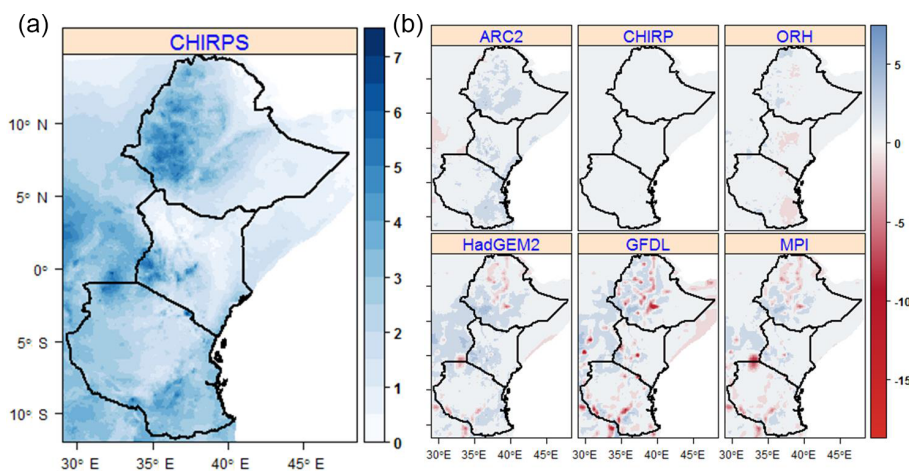 (a)
CHIRPS
10° N
5° N
0°
5° S
10° S
30° E 35° E 40° E 45° E
7
6
5
4
3
2
1
0
(b)
ARC2 CHIRP ORH
HadGEM2 GFDL MPI
30° E 35° E 40° E 45° E 30° E 35° E 40° E 45° E 30° E 35° E 40° E 45° E
5
0
-5
-10
-15